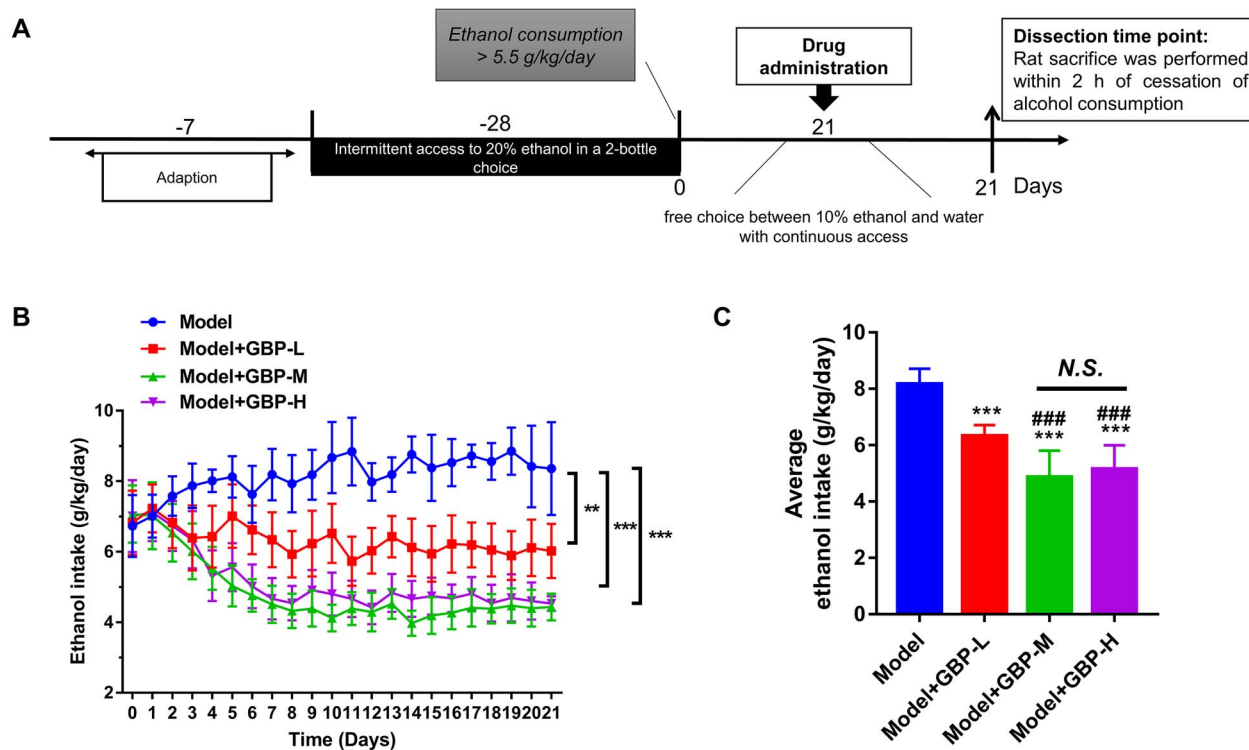 A
Ethanol consumption
> 5.5 g/kg/day
Drug
administration
Dissection time point:
Rat sacrifice was performed
within 2 h of cessation of
alcohol consumption
-7
-28
21
Adaption
Intermittent access to 20% ethanol in a 2-bottle
choice
0
21
Days
free choice between 10% ethanol and water
with continuous access
B
Model
Model+GBP-L
Model+GBP-M
Model+GBP-H
Ethanol intake (g/kg/day)
10
8
6
4
2
**
***
***
0 1 2 3 4 5 6 7 8 9 10 11 12 13 14 15 16 17 18 19 20 21
Time (Days)
C
Average
ethanol intake (g/kg/day)
10
8
6
4
2
0
N.S.
***
###
***
###
***
Model
Model+GBP-L
Model+GBP-M
Model+GBP-H